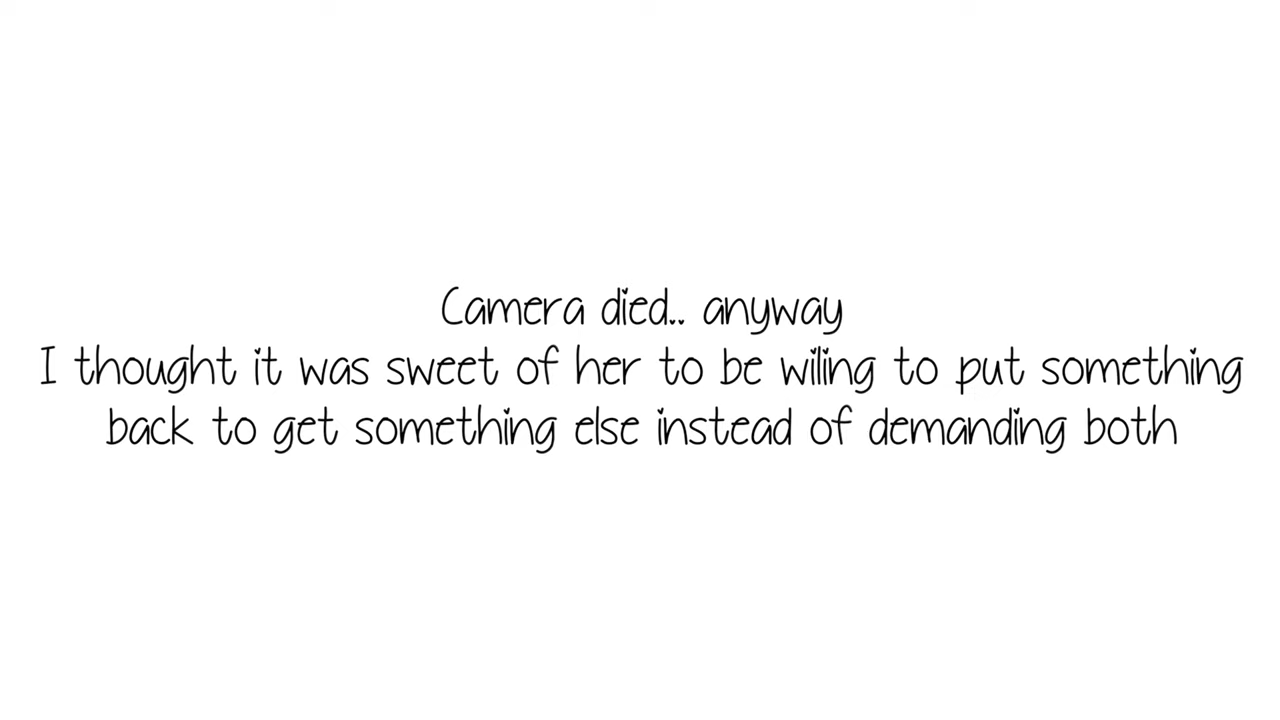 Camera died.. anyway
I thought it was sweet of her to be wiling to put something
back to get something else instead of demanding both